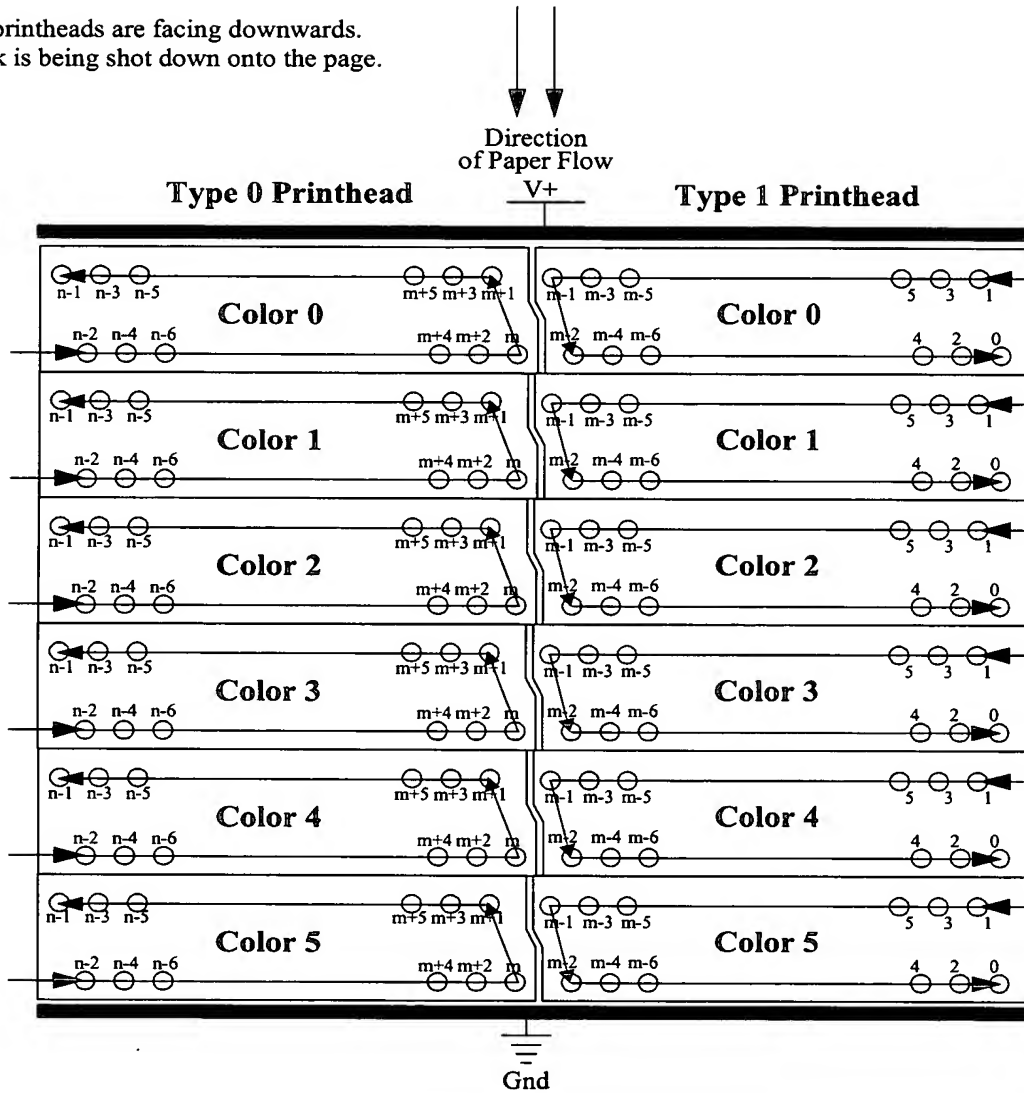 printheads are facing downwards.
is being shot down onto the page.
Direction
of Paper Flow
V+
Type 0 Printhead
Type 1 Printhead
n-1 n-3 n-5
m+5 m+3 m+1
m-1 m-3 m-5
5 3 1
Color 0
Color 0
n-2 n-4 n-6
m+4 m+2 m
m-2 m-4 m-6
4 2 0
n-1 n-3 n-5
m+5 m+3 m+1
m-1 m-3 m-5
5 3 1
Color 1
Color 1
n-2 n-4 n-6
m+4 m+2 m
m-2 m-4 m-6
4 2 0
n-1 n-3 n-5
m+5 m+3 m+1
m-1 m-3 m-5
5 3 1
Color 2
Color 2
n-2 n-4 n-6
m+4 m+2 m
m-2 m-4 m-6
4 2 0
n-1 n-3 n-5
m+5 m+3 m+1
m-1 m-3 m-5
5 3 1
Color 3
Color 3
n-2 n-4 n-6
m+4 m+2 m
m-2 m-4 m-6
4 2 0
n-1 n-3 n-5
m+5 m+3 m+1
m-1 m-3 m-5
5 3 1
Color 4
Color 4
n-2 n-4 n-6
m+4 m+2 m
m-2 m-4 m-6
4 2 0
n-1 n-3 n-5
m+5 m+3 m+1
m-1 m-3 m-5
5 3 1
Color 5
Color 5
n-2 n-4 n-6
m+4 m+2 m
m-2 m-4 m-6
4 2 0
Gnd